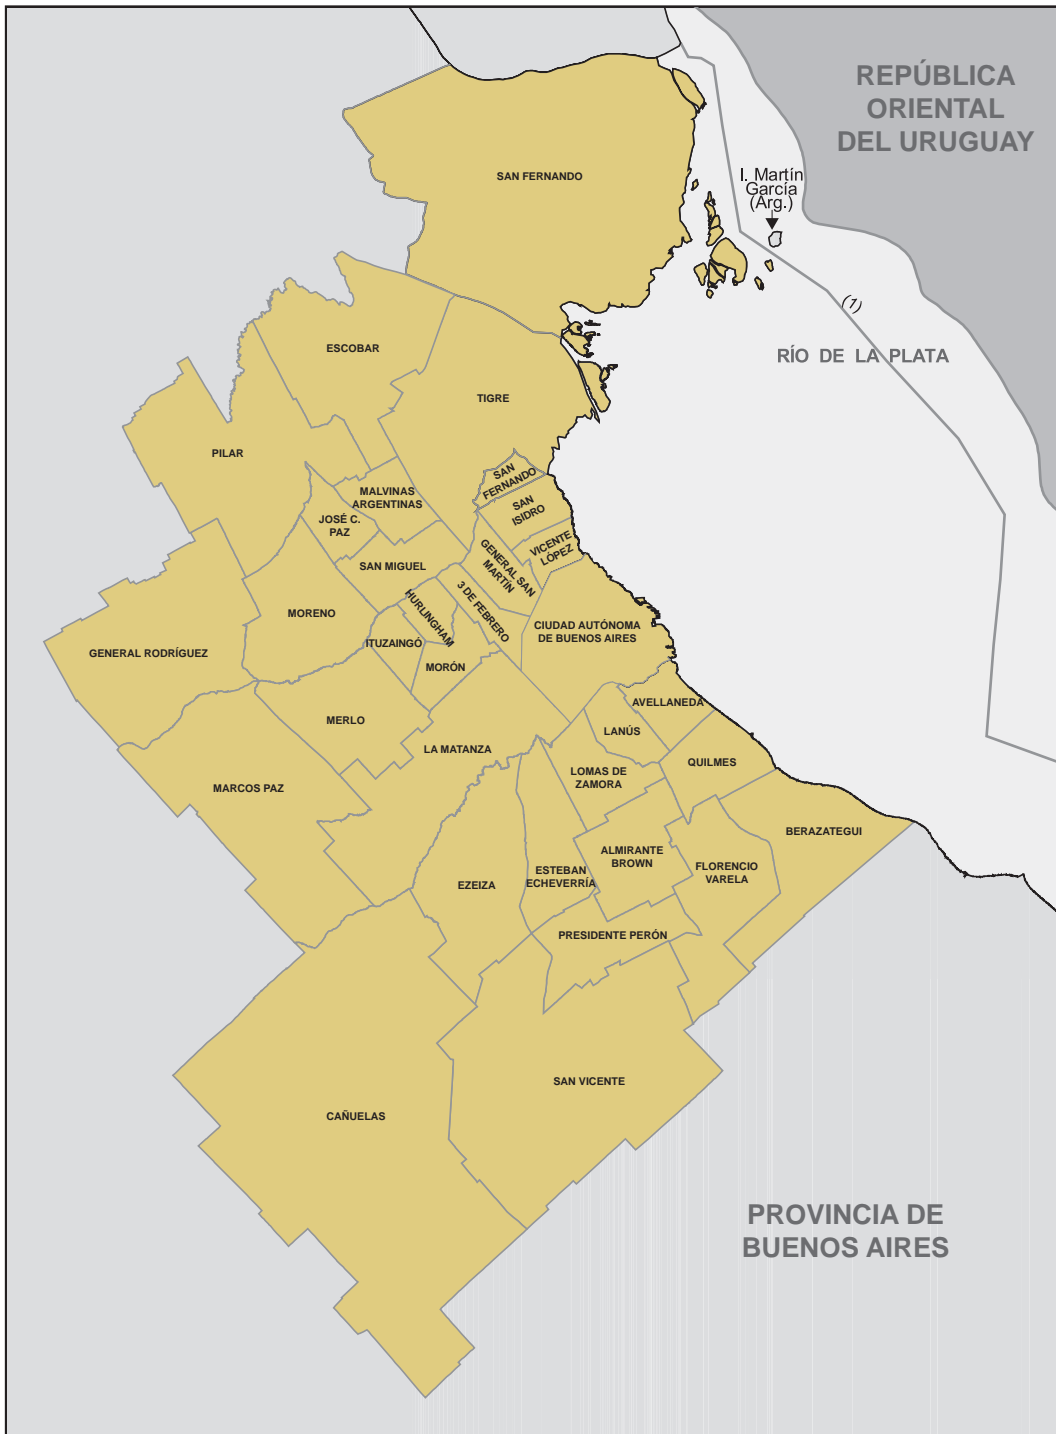 REPÚBLICA
ORIENTAL
DEL URUGUAY
I. Martín
García
(Arg.)
SAN FERNANDO
(1)
RÍO DE LA PLATA
ESCOBAR
TIGRE
PILAR
SAN
FERNANDO
MALVINAS
ARGENTINAS
SAN
ISIDRO
JOSÉ C.
PAZ
VICENTE
LÓPEZ
GENERAL SAN
MARTÍN
SAN MIGUEL
3 DE FEBRERO
HURLINGHAM
MORENO
CIUDAD AUTÓNOMA
DE BUENOS AIRES
ITUZAINGÓ
GENERAL RODRÍGUEZ
MORÓN
AVELLANEDA
MERLO
LANÚS
LA MATANZA
QUILMES
LOMAS DE
ZAMORA
MARCOS PAZ
BERAZATEGUI
ALMIRANTE
BROWN
FLORENCIO
VARELA
ESTEBAN
ECHEVERRÍA
EZEIZA
PRESIDENTE PERÓN
SAN VICENTE
CAÑUELAS
PROVINCIA DE
BUENOS AIRES